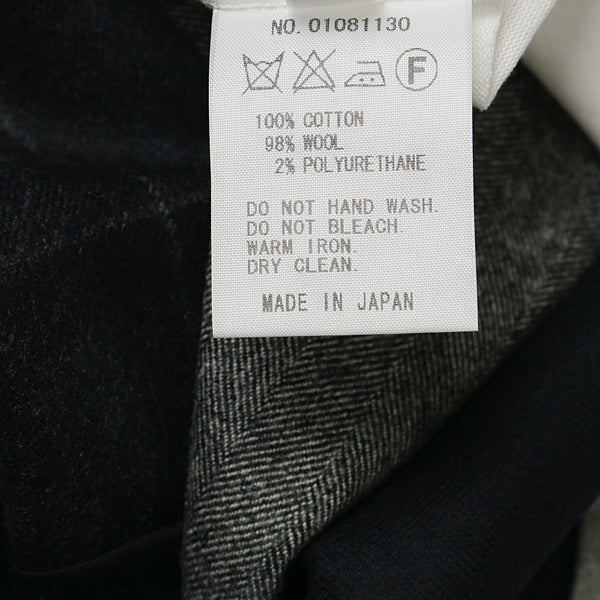 NO. 01081130
F
100% COTTON
98% WOOL
2% POLYURETHANE
DO NOT HAND WASH.
DO NOT BLEACH.
WARM IRON.
DRY CLEAN.
MADE IN JAPAN